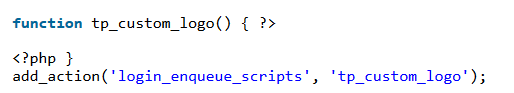 function tp_custom_logo() { ?>
<?php }
add_action('login_enqueue_scripts', 'tp_custom_logo');